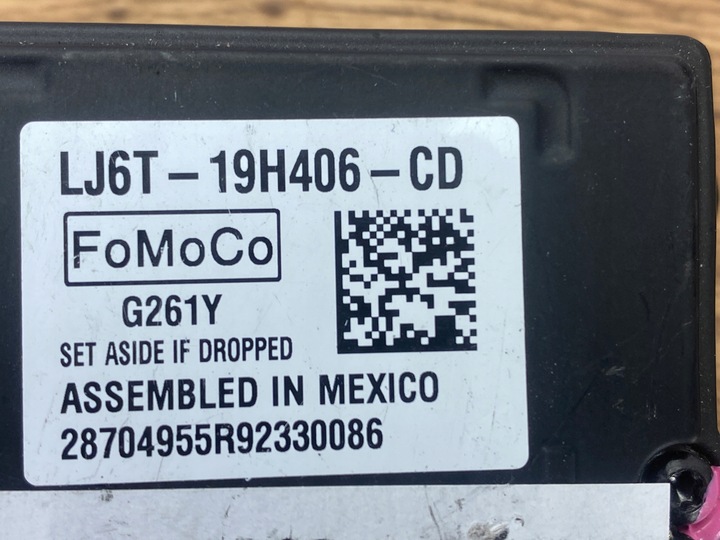 LJ6T-19H406-CD
FoMoCo
G261Y
SET ASIDE IF DROPPED
ASSEMBLED IN MEXICO
28704955R92330086